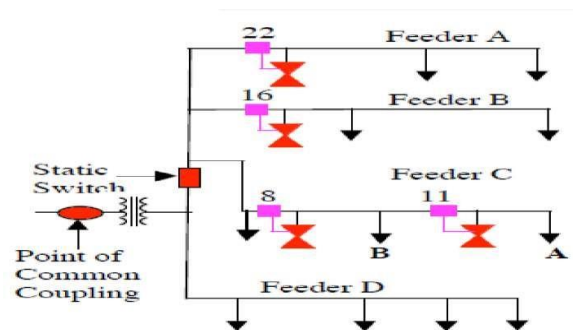 22
Feeder A
16
Feeder B
Static
Switch
Feeder C
8
11
B
A
Point of
Common
Coupling
Feeder D